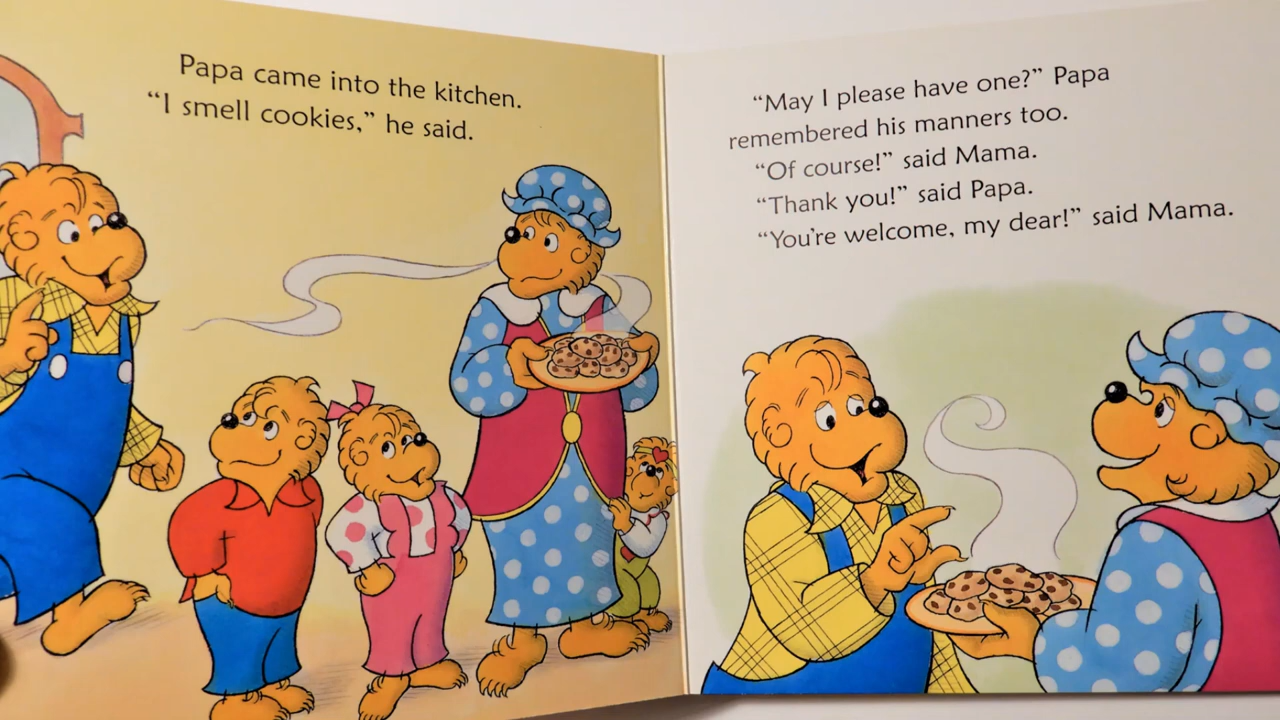 Papa came into the kitchen.
“I smell cookies,” he said.
“May I please have one?” Papa
remembered his manners too.
“Of course!” said Mama.
“Thank you!” said Papa.
“You’re welcome, my dear!” said Mama.